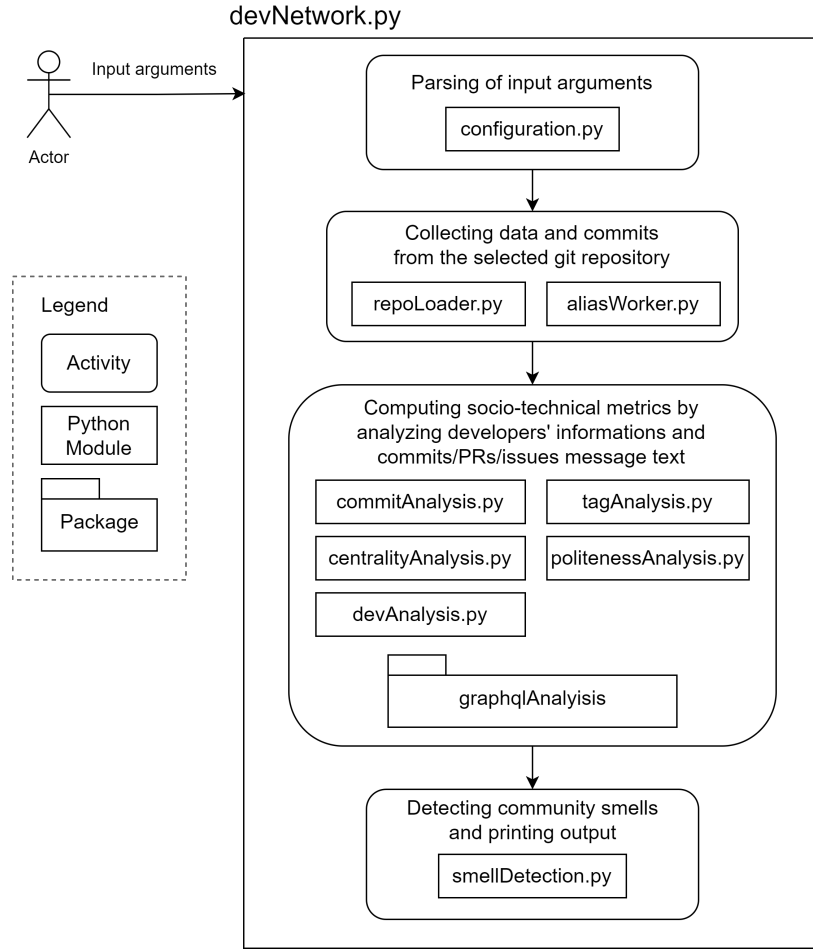 devNetwork.py
Input arguments
Actor
Parsing of input arguments
configuration.py
Collecting data and commits
from the selected git repository
repoLoader.py
aliasWorker.py
Legend
Activity
Python
Module
Package
Computing socio-technical metrics by
analyzing developers' informations and
commits/PRs/issues message text
commitAnalysis.py
tagAnalysis.py
centralityAnalysis.py
politenessAnalysis.py
devAnalysis.py
graphqlAnalyisis
Detecting community smells
and printing output
smellDetection.py